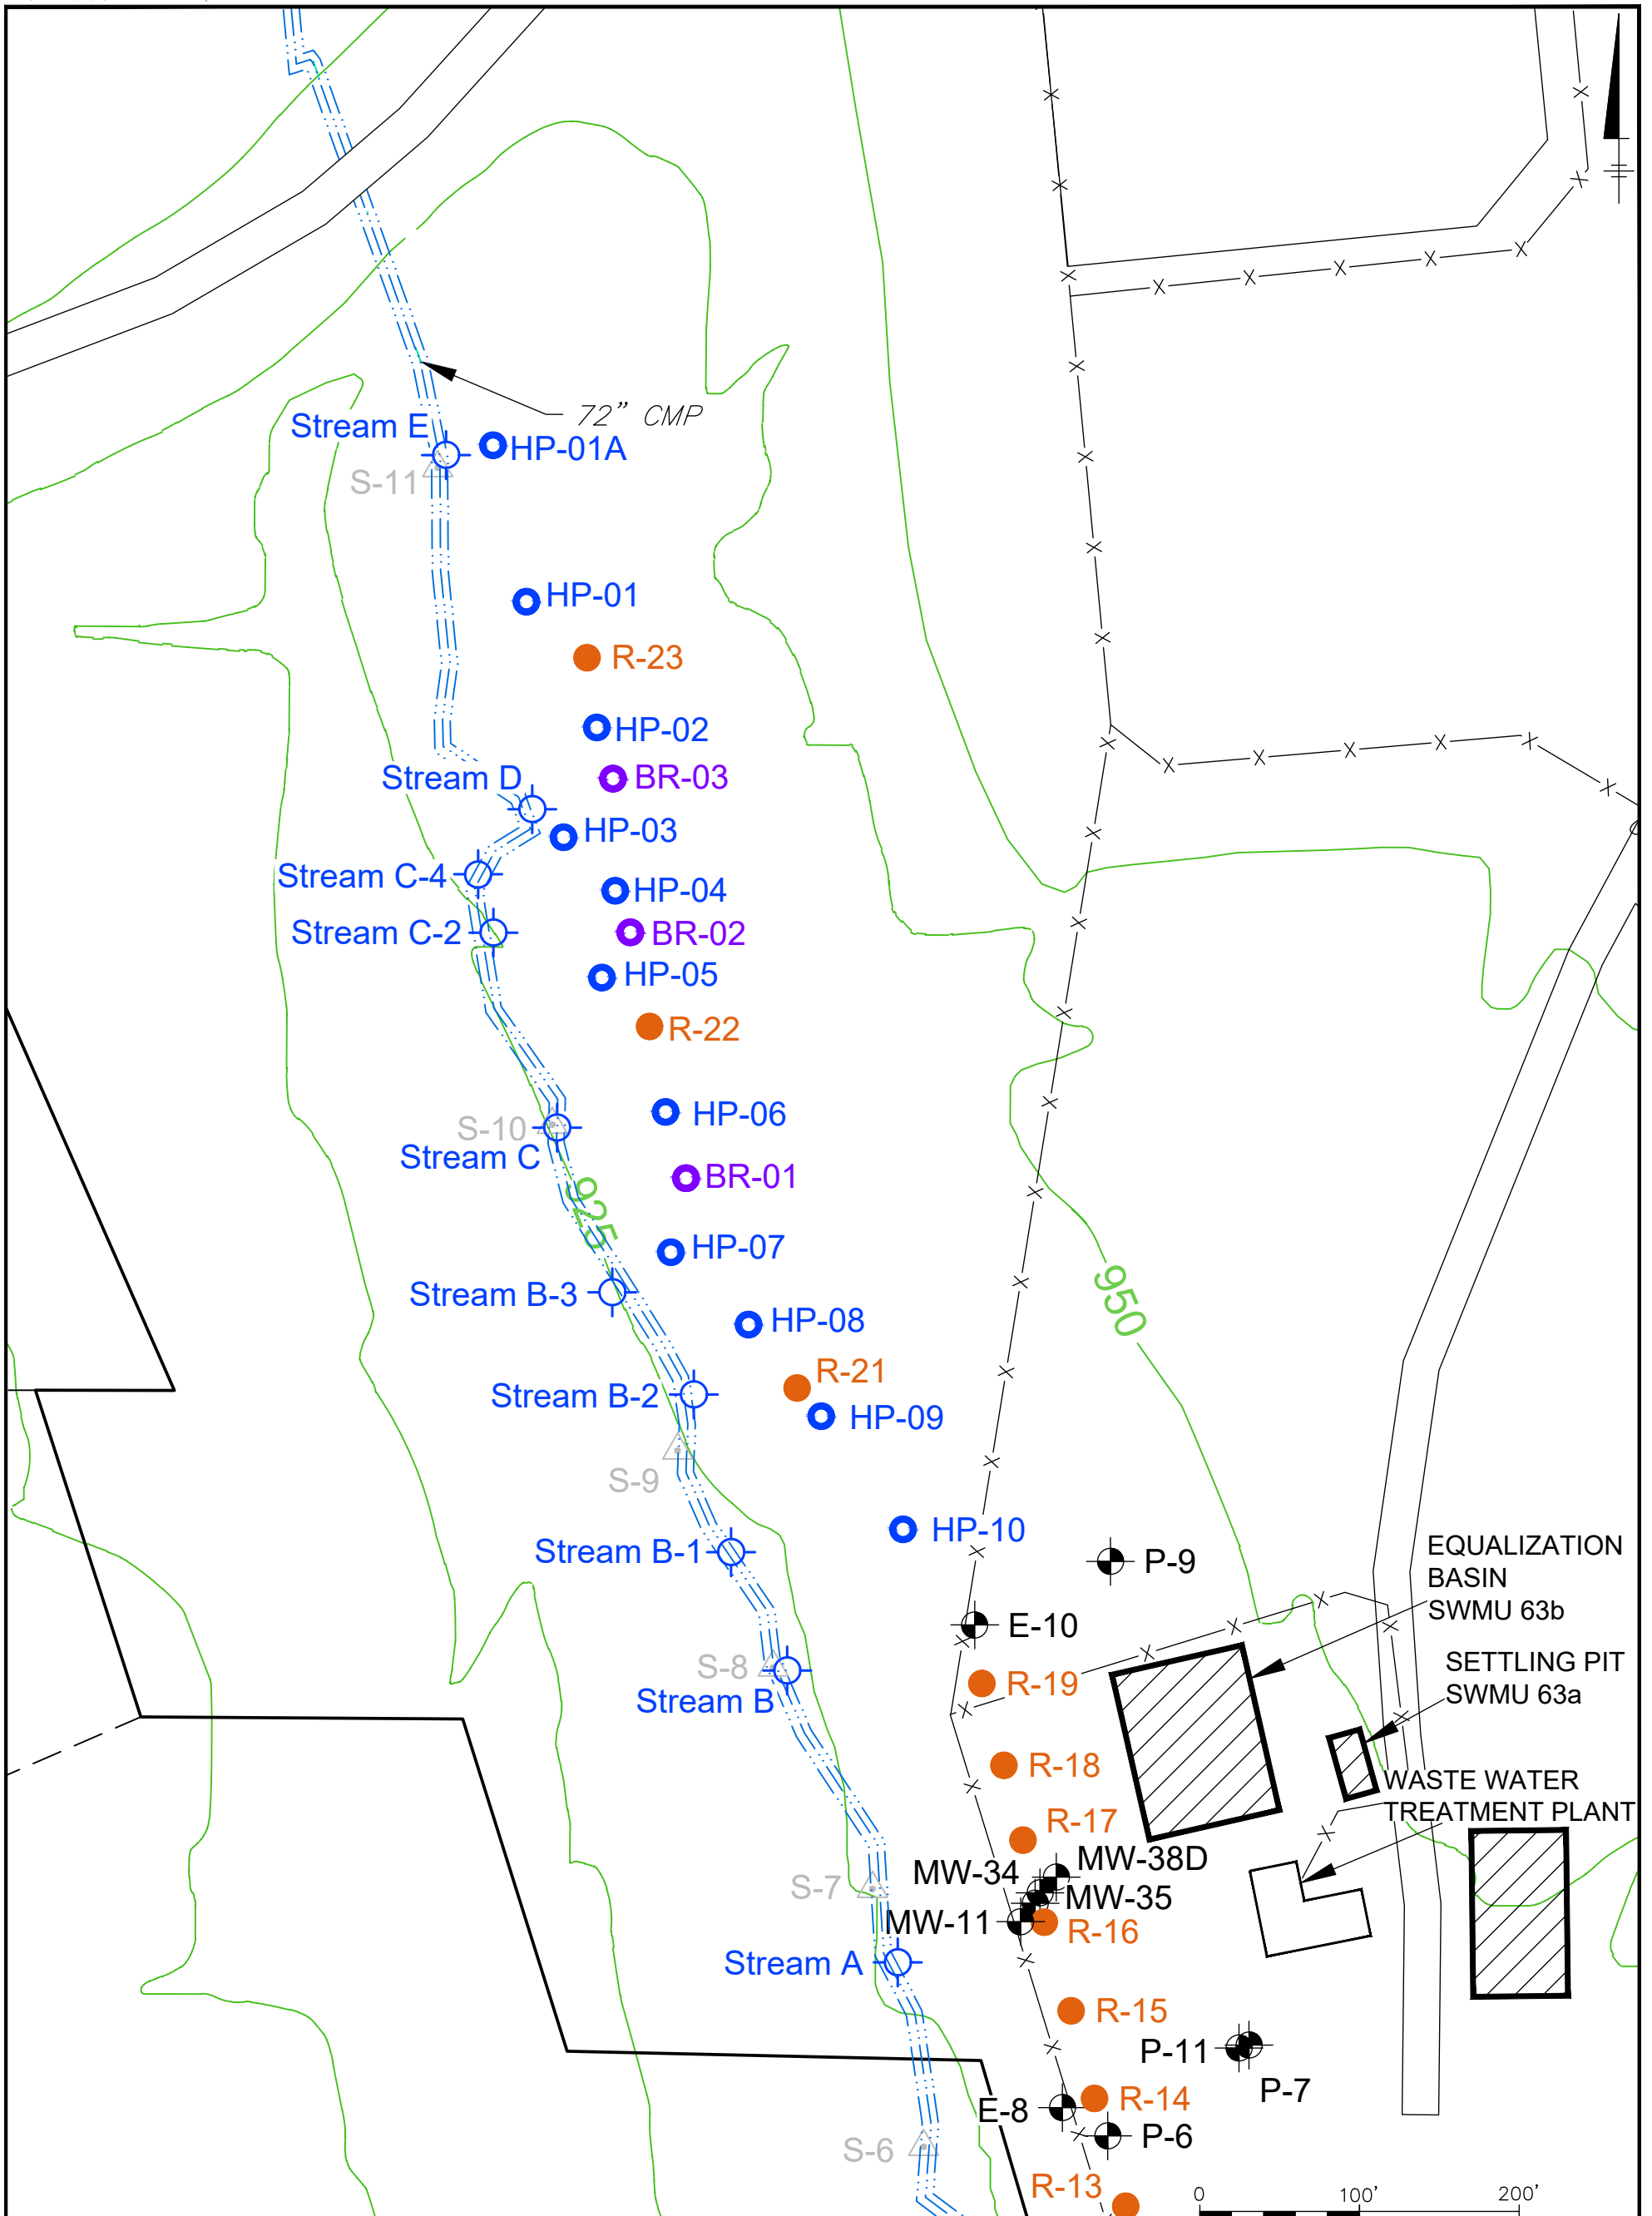 72" CMP
Stream E
HP-01A
S-11
HP-01
R-23
HP-02
Stream D
BR-03
HP-03
Stream C-4
HP-04
Stream C-2
BR-02
HP-05
R-22
HP-06
S-10
Stream C
BR-01
925
HP-07
950
Stream B-3
HP-08
R-21
Stream B-2
HP-09
S-9
HP-10
EQUALIZATION
BASIN
SWMU 63b
Stream B-1
P-9
E-10
SETTLING PIT
SWMU 63a
S-8
R-19
Stream B
R-18
WASTE WATER
TREATMENT PLANT
R-17
MW-34
MW-38D
S-7
MW-35
MW-11
R-16
Stream A
R-15
P-11
P-7
R-14
E-8
P-6
S-6
R-13
0 100' 200'